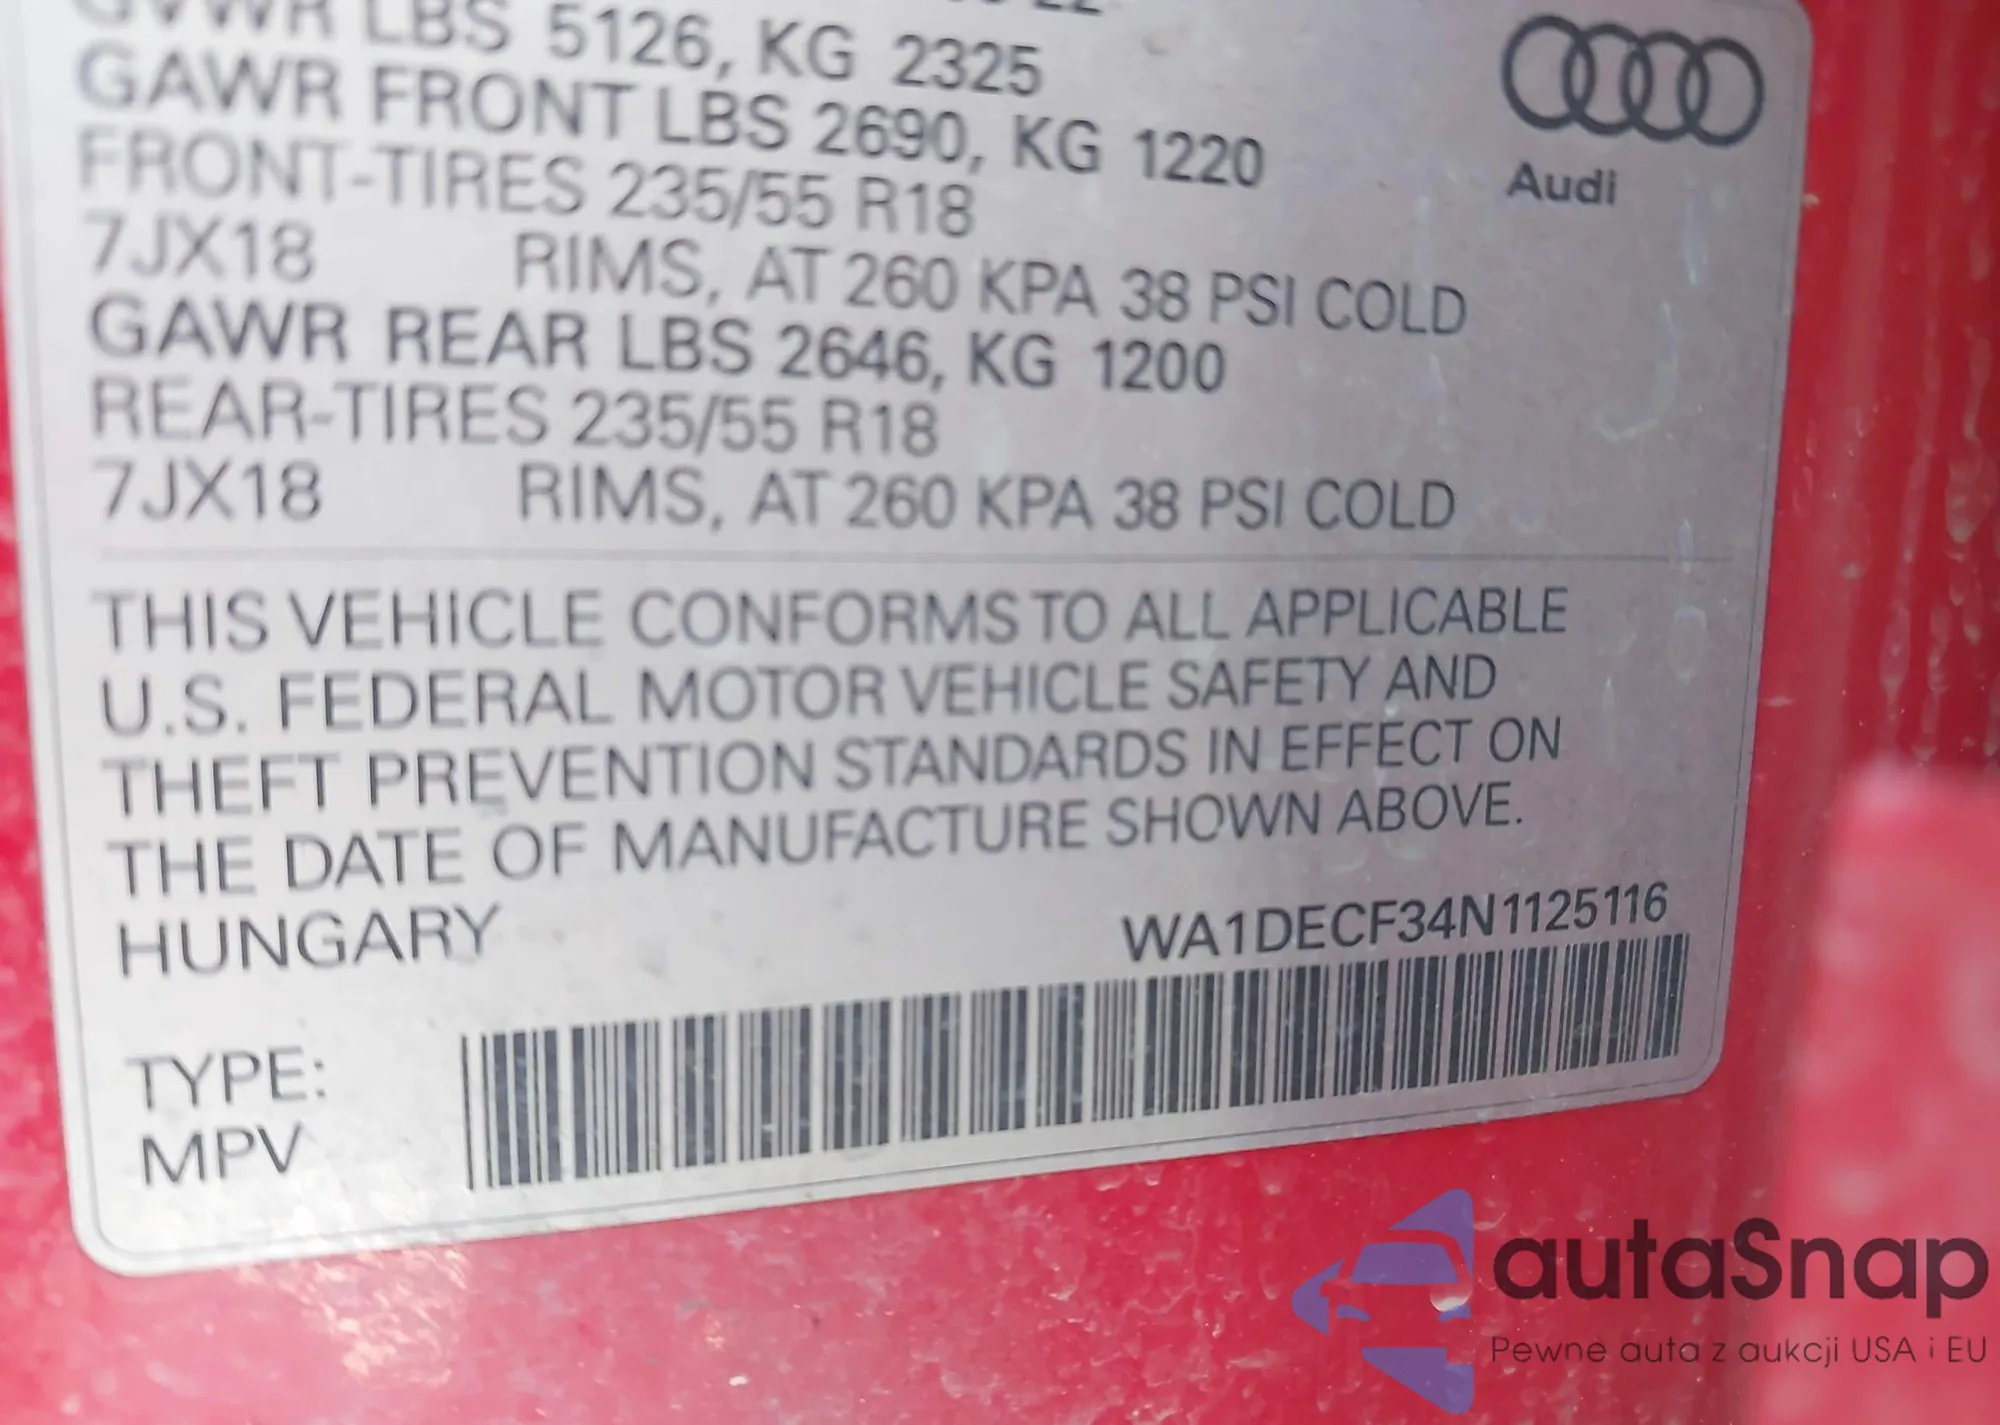 GVWR LBS 5126, KG 2325
GAWR FRONT LBS 2690, KG 1220
FRONT-TIRES 235/55 R18
7JX18 RIMS, AT 260 KPA 38 PSI COLD
GAWR REAR LBS 2646, KG 1200
REAR-TIRES 235/55 R18
7JX18 RIMS, AT 260 KPA 38 PSI COLD
Audi
THIS VEHICLE CONFORMS TO ALL APPLICABLE
U.S. FEDERAL MOTOR VEHICLE SAFETY AND
THEFT PREVENTION STANDARDS IN EFFECT ON
THE DATE OF MANUFACTURE SHOWN ABOVE.
HUNGARY WA1DECF34N1125116
TYPE:
MPV
autaSnap
Pewne auta z aukcji USA i EU